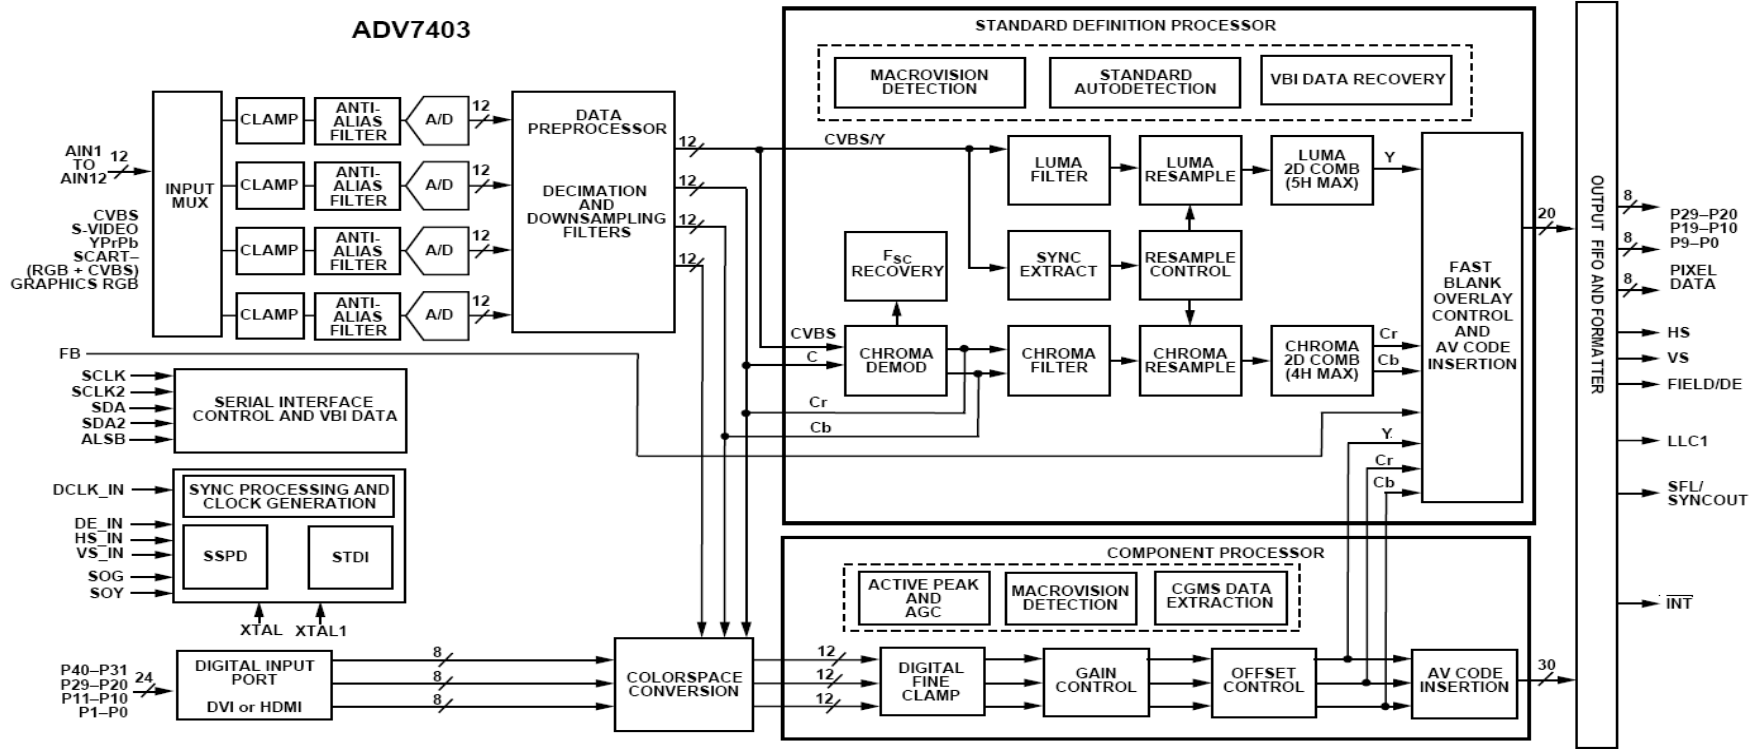 ADV7403
AIN1
TO
AIN12
12
CVBS
S-VIDEO
YPrPb
SCART–
(RGB + CVBS)
GRAPHICS RGB
INPUT
MUX
CLAMP
ANTI-
ALIAS
FILTER
A/D
12
CLAMP
ANTI-
ALIAS
FILTER
A/D
12
CLAMP
ANTI-
ALIAS
FILTER
A/D
12
CLAMP
ANTI-
ALIAS
FILTER
A/D
12
DATA
PREPROCESSOR
DECIMATION
AND
DOWNSAMPLING
FILTERS
12
12
12
12
FB
SCLK
SCLK2
SDA
SDA2
ALSB
SERIAL INTERFACE
CONTROL AND VBI DATA
DCLK_IN
DE_IN
HS_IN
VS_IN
SOG
SOY
SYNC PROCESSING AND
CLOCK GENERATION
SSPD
STDI
XTAL
XTAL1
P40–P31
P29–P20
P11–P10
P1–P0
24
DIGITAL INPUT
PORT
DVI or HDMI
8
8
8
COLORSPACE
CONVERSION
STANDARD DEFINITION PROCESSOR
MACROVISION
DETECTION
STANDARD
AUTODETECTION
VBI DATA RECOVERY
CVBS/Y
LUMA
FILTER
LUMA
RESAMPLE
LUMA
2D COMB
(5H MAX)
Y
FSC
RECOVERY
SYNC
EXTRACT
RESAMPLE
CONTROL
CVBS
C
CHROMA
DEMOD
CHROMA
FILTER
CHROMA
RESAMPLE
CHROMA
2D COMB
(4H MAX)
Cr
Cb
Cr
Cb
Y
Cr
Cb
FAST
BLANK
OVERLAY
CONTROL
AND
AV CODE
INSERTION
20
COMPONENT PROCESSOR
ACTIVE PEAK
AND
AGC
MACROVISION
DETECTION
CGMS DATA
EXTRACTION
12
12
12
DIGITAL
FINE
CLAMP
GAIN
CONTROL
OFFSET
CONTROL
AV CODE
INSERTION
30
OUTPUT FIFO AND FORMATTER
8
8
8
P29–P20
P19–P10
P9–P0
PIXEL
DATA
HS
VS
FIELD/DE
LLC1
SFL/
SYNCOUT
INT